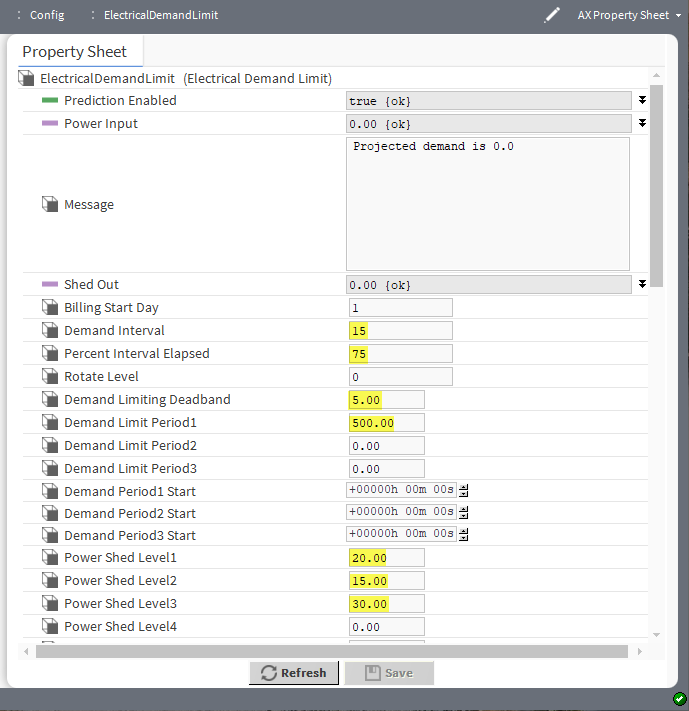 : Config : ElectricalDemandLimit AX Property Sheet
Property Sheet
ElectricalDemandLimit (Electrical Demand Limit)
Prediction Enabled true {ok}
Power Input 0.00 {ok}
Projected demand is 0.0
Message
Shed Out 0.00 {ok}
Billing Start Day 1
Demand Interval 15
Percent Interval Elapsed 75
Rotate Level 0
Demand Limiting Deadband 5.00
Demand Limit Period1 500.00
Demand Limit Period2 0.00
Demand Limit Period3 0.00
Demand Period1 Start +00000h 00m 00s
Demand Period2 Start +00000h 00m 00s
Demand Period3 Start +00000h 00m 00s
Power Shed Level1 20.00
Power Shed Level2 15.00
Power Shed Level3 30.00
Power Shed Level4 0.00
Refresh Save